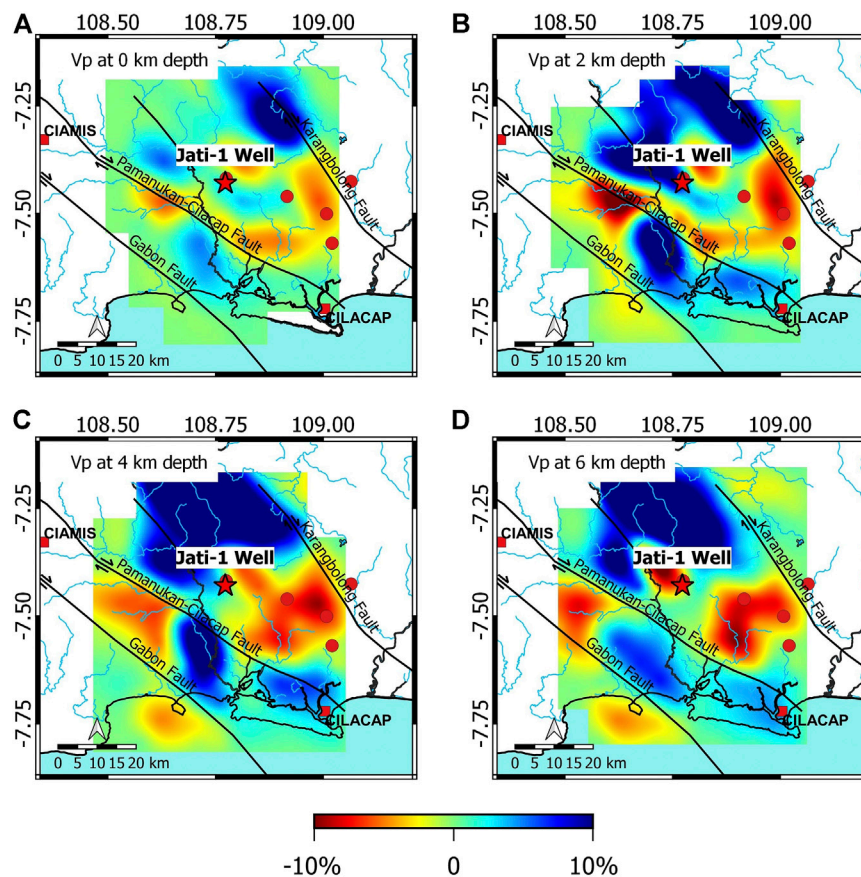 A
108.50 108.75 109.00
Vp at 0 km depth
-7.25
-7.50
-7.75
CIAMIS
Jati-1 Well
Karangbolong Fault
Pamanukan-Cilacap Fault
Gabon Fault
CILACAP
0 5 10 15 20 km
B
108.50 108.75 109.00
Vp at 2 km depth
-7.25
-7.50
-7.75
CIAMIS
Jati-1 Well
Karangbolong Fault
Pamanukan-Cilacap Fault
Gabon Fault
CILACAP
0 5 10 15 20 km
C
108.50 108.75 109.00
Vp at 4 km depth
-7.25
-7.50
-7.75
CIAMIS
Jati-1 Well
Karangbolong Fault
Pamanukan-Cilacap Fault
Gabon Fault
CILACAP
0 5 10 15 20 km
D
108.50 108.75 109.00
Vp at 6 km depth
-7.25
-7.50
-7.75
CIAMIS
Jati-1 Well
Karangbolong Fault
Pamanukan-Cilacap Fault
Gabon Fault
CILACAP
0 5 10 15 20 km
-10% 0 10%